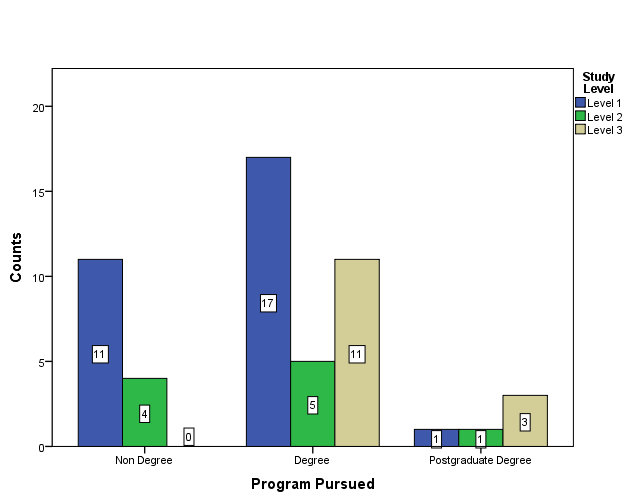 Study
Level
Level 1
Level 2
Level 3
Counts
20
15
10
5
0
11
4
0
17
5
11
1
1
3
Non Degree
Degree
Postgraduate Degree
Program Pursued